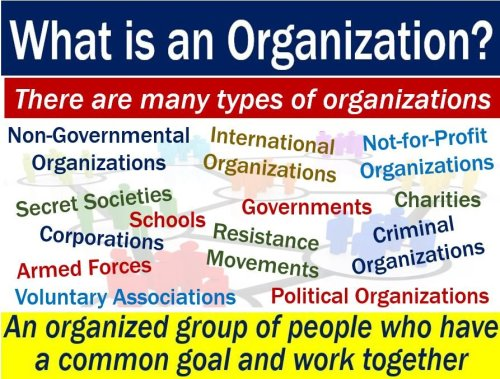 What is an Organization?
There are many types of organizations
Non-Governmental
Organizations
International
Organizations
Not-for-Profit
Organizations
Secret Societies
Schools
Governments
Charities
Corporations
Resistance
Movements
Criminal
Organizations
Armed Forces
Voluntary Associations
Political Organizations
An organized group of people who have
a common goal and work together